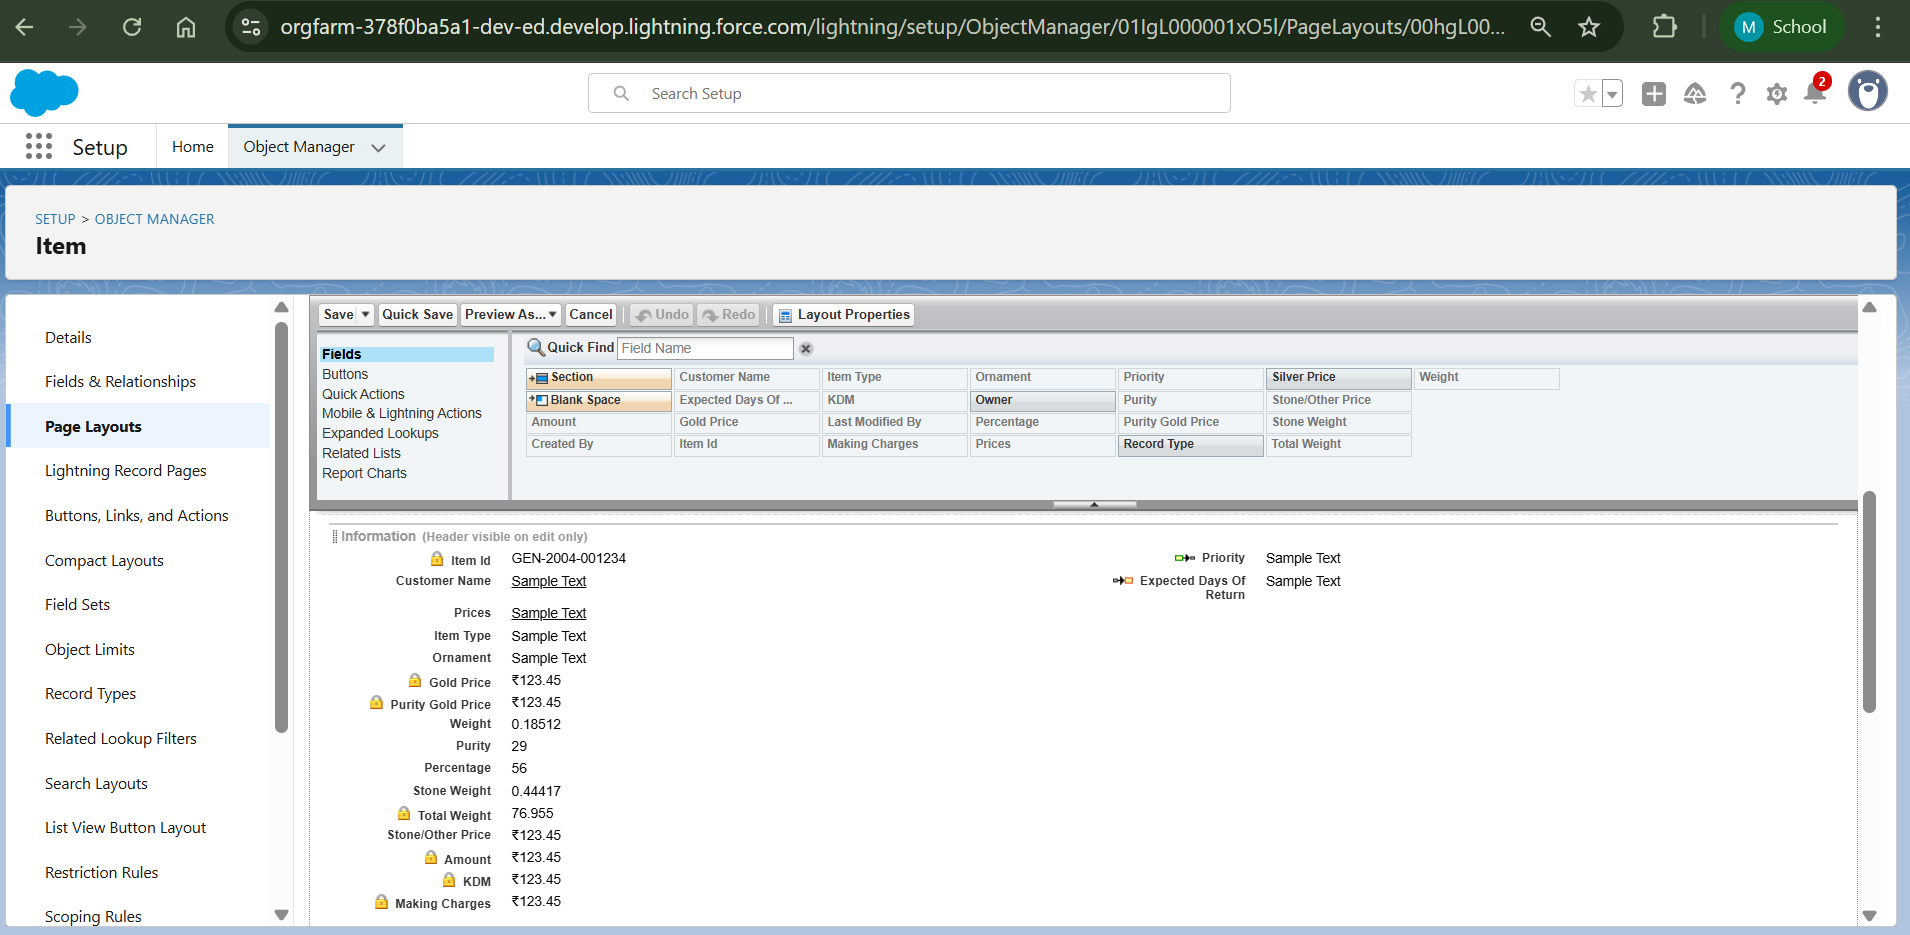 orgfarm-378f0ba5a1-dev-ed.develop.lightning.force.com/lightning/setup/ObjectManager/01IgL000001xO5l/PageLayouts/00hgL00...
M School
Search Setup
2
Setup Home Object Manager
SETUP > OBJECT MANAGER
Item
Details
Fields & Relationships
Page Layouts
Lightning Record Pages
Buttons, Links, and Actions
Compact Layouts
Field Sets
Object Limits
Record Types
Related Lookup Filters
Search Layouts
List View Button Layout
Restriction Rules
Scoping Rules
Save Quick Save Preview As... Cancel Undo Redo Layout Properties
Fields
Buttons
Quick Actions
Mobile & Lightning Actions
Expanded Lookups
Related Lists
Report Charts
Quick Find Field Name
Section Customer Name Item Type Ornament Priority Silver Price Weight
Blank Space Expected Days Of ... KDM Owner Purity Stone/Other Price
Amount Gold Price Last Modified By Percentage Purity Gold Price Stone Weight
Created By Item Id Making Charges Prices Record Type Total Weight
Information (Header visible on edit only)
Item Id GEN-2004-001234 Priority Sample Text
Customer Name Sample Text Expected Days Of Return Sample Text
Prices Sample Text
Item Type Sample Text
Ornament Sample Text
Gold Price ₹123.45
Purity Gold Price ₹123.45
Weight 0.18512
Purity 29
Percentage 56
Stone Weight 0.44417
Total Weight 76.955
Stone/Other Price ₹123.45
Amount ₹123.45
KDM ₹123.45
Making Charges ₹123.45